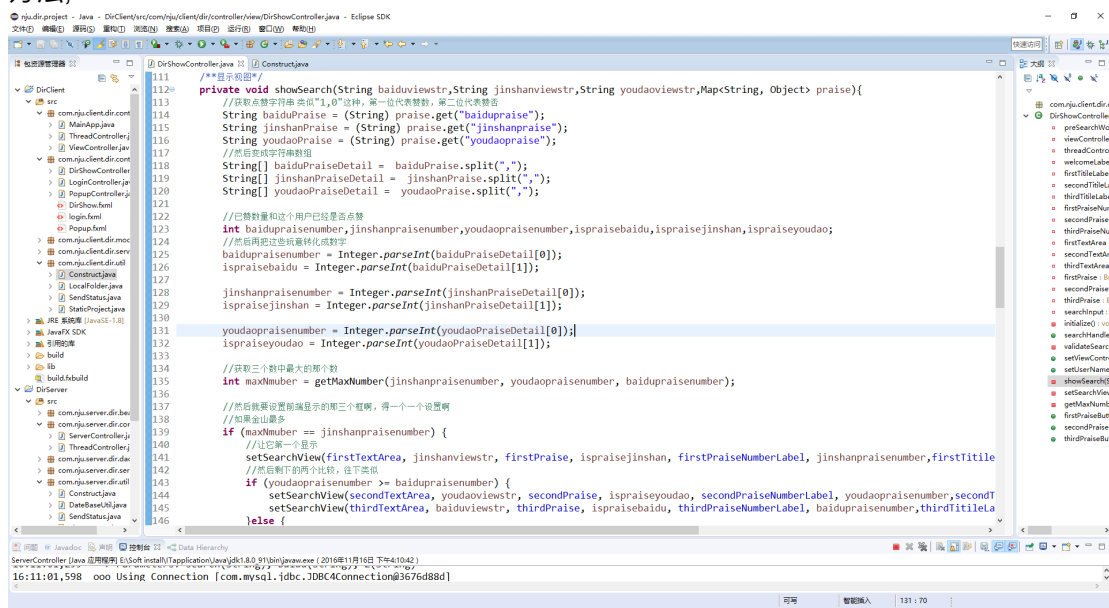 nju.dir.project - Java - DirClient/src/com/nju/client/dir/controller/view/DirShowController.java - Eclipse SDK
文件(F) 编辑(E) 源码(S) 重构(T) 浏览(N) 搜索(A) 项目(P) 运行(R) 窗口(W) 帮助(H)
快速访问
包资源管理器
DirClient
src
com.nju.client.dir.cont
MainApp.java
ThreadController.j
ViewController.jav
com.nju.client.dir.cont
DirShowController
LoginController.ja
PopupController.j
DirShow.fxml
login.fxml
Popup.fxml
com.nju.client.dir.moc
com.nju.client.dir.serv
com.nju.client.dir.util
Construct.java
LocalFolder.java
SendStatus.java
StaticProject.java
JRE 系统库 [JavaSE-1.8]
JavaFX SDK
引用的库
build
lib
build.fxbuild
DirServer
src
com.nju.server.dir.bea
com.nju.server.dir.cor
ServerController.ja
ThreadController.j
com.nju.server.dir.dac
com.nju.server.dir.ser
com.nju.server.dir.util
Construct.java
DateBaseUtil.java
SendStatus.java
DirShowController.java Construct.java
111 /**显示视图*/
112 private void showSearch(String baiduviewstr,String jinshanviewstr,String youdaoviewstr,Map<String, Object> praise){
113 //获取点赞字符串 类似"1,0"这种，第一位代表赞数，第二位代表赞否
114 String baiduPraise = (String) praise.get("baidupraise");
115 String jinshanPraise = (String) praise.get("jinshanpraise");
116 String youdaoPraise = (String) praise.get("youdaopraise");
117 //然后变成字符串数组
118 String[] baiduPraiseDetail = baiduPraise.split(",");
119 String[] jinshanPraiseDetail = jinshanPraise.split(",");
120 String[] youdaoPraiseDetail = youdaoPraise.split(",");
121
122 //已赞数量和这个用户已经是否点赞
123 int baidupraisenumber,jinshanpraisenumber,youdaopraisenumber,ispraisebaidu,ispraisejinshan,ispraiseyoudao;
124 //然后再把这些玩意转化成数字
125 baidupraisenumber = Integer.parseInt(baiduPraiseDetail[0]);
126 ispraisebaidu = Integer.parseInt(baiduPraiseDetail[1]);
127
128 jinshanpraisenumber = Integer.parseInt(jinshanPraiseDetail[0]);
129 ispraisejinshan = Integer.parseInt(jinshanPraiseDetail[1]);
130
131 youdaopraisenumber = Integer.parseInt(youdaoPraiseDetail[0]);
132 ispraiseyoudao = Integer.parseInt(youdaoPraiseDetail[1]);
133
134 //获取三个数中最大的那个数
135 int maxNmuber = getMaxNumber(jinshanpraisenumber, youdaopraisenumber, baidupraisenumber);
136
137 //然后就要设置前端显示的那三个框啊，得一个一个设置啊
138 //如果金山最多
139 if (maxNmuber == jinshanpraisenumber) {
140 //让它第一个显示
141 setSearchView(firstTextArea, jinshanviewstr, firstPraise, ispraisejinshan, firstPraiseNumberLabel, jinshanpraisenumber,firstTitile
142 //然后剩下的两个比较，往下类似
143 if (youdaopraisenumber >= baidupraisenumber) {
144 setSearchView(secondTextArea, youdaoviewstr, secondPraise, ispraiseyoudao, secondPraiseNumberLabel, youdaopraisenumber,secondT
145 setSearchView(thirdTextArea, baiduviewstr, thirdPraise, ispraisebaidu, thirdPraiseNumberLabel, baidupraisenumber,thirdTitileLa
146 }else {
大纲
com.nju.client.dir.c
DirShowController
preSearchWo
viewControlle
threadContro
welcomeLabe
firstTitileLabe
secondTitileL
thirdTitileLabe
firstPraiseNur
secondPraise
thirdPraiseNu
firstTextArea
secondTextAr
thirdTextArea
firstPraise : B
secondPraise
thirdPraise : E
searchInput :
initialize() : vo
searchHandle
validateSearc
setViewContr
setUserName
showSearch(S
setSearchView
getMaxNumb
firstPraiseBut
secondPraise
thirdPraiseBu
问题 Javadoc 声明 控制台 Data Hierarchy
ServerController [Java 应用程序] E:\Soft install\Tapplication\Java\jdk1.8.0_91\bin\javaw.exe ( 2016年11月16日 下午4:10:42 )
16:11:01,598 ooo Using Connection [com.mysql.jdbc.JDBC4Connection@3676d88d]
可写 智能插入 131 : 70